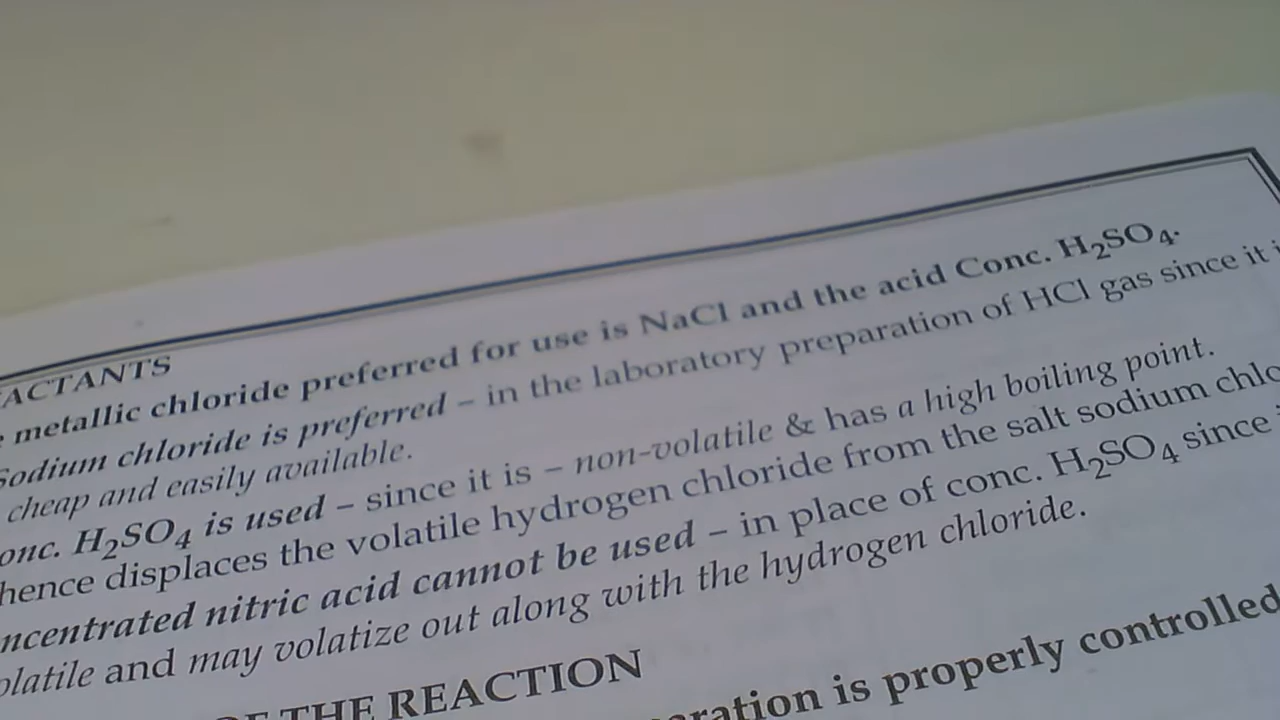 ACTANTS
metallic chloride preferred for use is NaCl and the acid Conc. H₂SO₄.
Sodium chloride is preferred – in the laboratory preparation of HCl gas since it
cheap and easily available.
onc. H₂SO₄ is used – since it is – non-volatile & has a high boiling point.
hence displaces the volatile hydrogen chloride from the salt sodium chlo
ncentrated nitric acid cannot be used – in place of conc. H₂SO₄ since
olatile and may volatize out along with the hydrogen chloride.
OF THE REACTION
eration is properly controlled